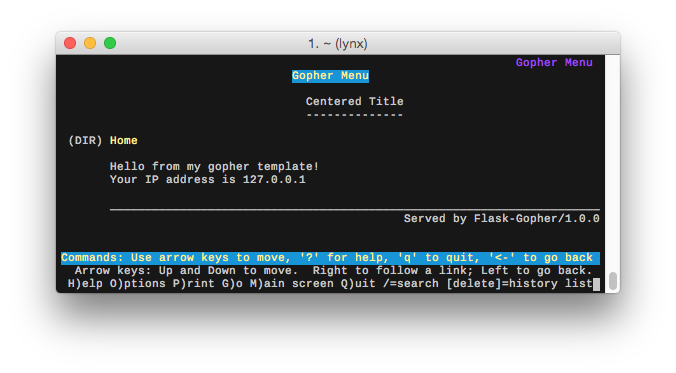 1. ~ (lynx)
Gopher Menu
Gopher Menu
Centered Title
--------------
(DIR) Home
Hello from my gopher template!
Your IP address is 127.0.0.1
______________________________________________________________________
Served by Flask-Gopher/1.0.0
Commands: Use arrow keys to move, '?' for help, 'q' to quit, '<-' to go back
Arrow keys: Up and Down to move.  Right to follow a link; Left to go back.
H)elp O)ptions P)rint G)o M)ain screen Q)uit /=search [delete]=history list